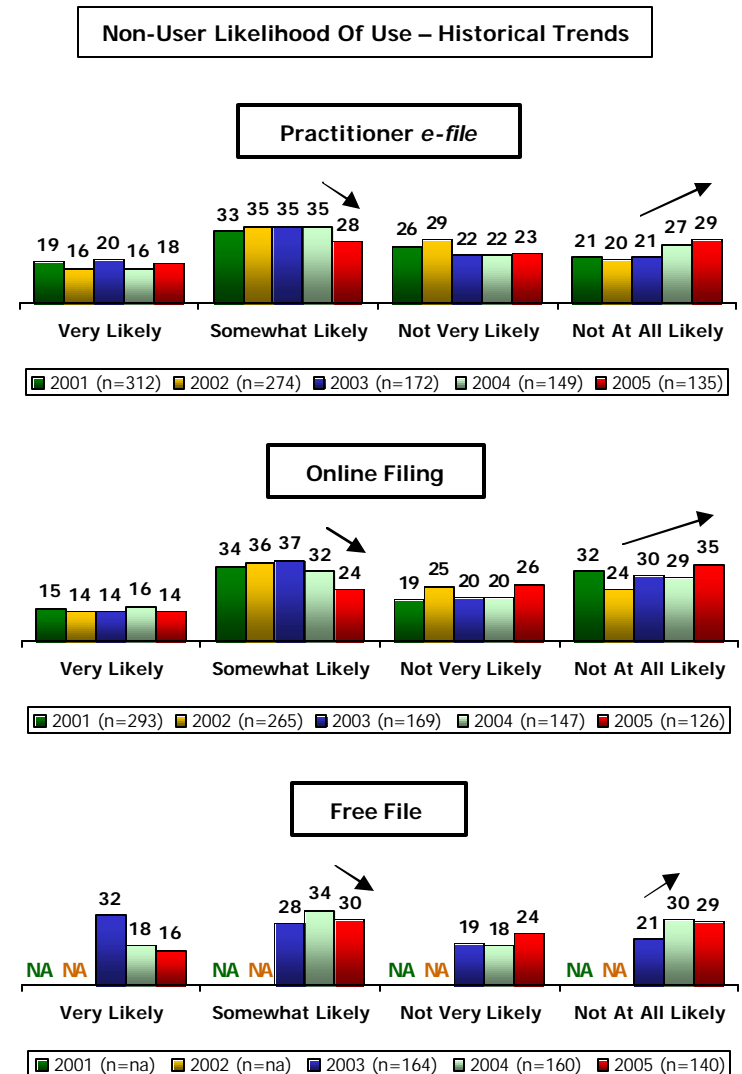 Non-User Likelihood Of Use – Historical Trends
Practitioner e-file
19 16 20 16 18 33 35 35 35 28 26 29 22 22 23 21 20 21 27 29
Very Likely Somewhat Likely Not Very Likely Not At All Likely
2001 (n=312) 2002 (n=274) 2003 (n=172) 2004 (n=149) 2005 (n=135)
Online Filing
15 14 14 16 14 34 36 37 32 24 19 25 20 20 26 32 24 30 29 35
Very Likely Somewhat Likely Not Very Likely Not At All Likely
2001 (n=293) 2002 (n=265) 2003 (n=169) 2004 (n=147) 2005 (n=126)
Free File
NA NA 32 18 16 NA NA 28 34 30 NA NA 19 18 24 NA NA 21 30 29
Very Likely Somewhat Likely Not Very Likely Not At All Likely
2001 (n=na) 2002 (n=na) 2003 (n=164) 2004 (n=160) 2005 (n=140)